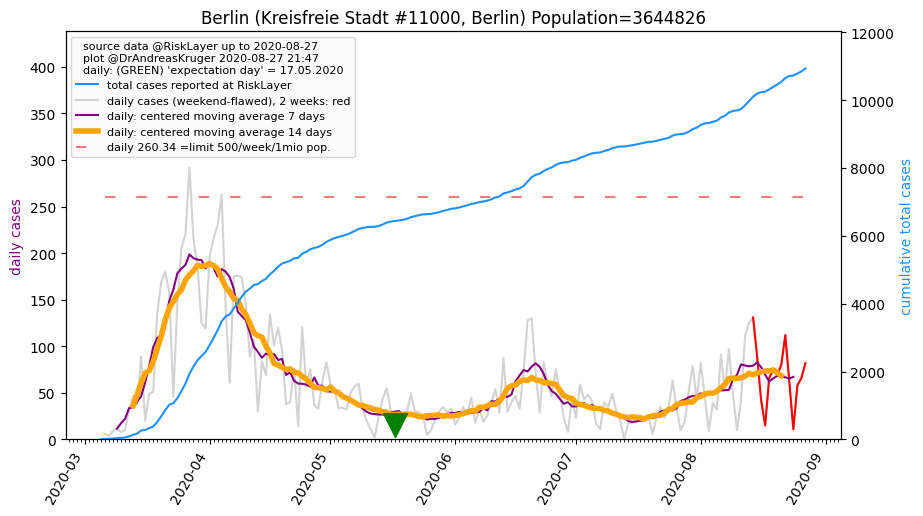 Berlin (Kreisfreie Stadt #11000, Berlin) Population=3644826
source data @RiskLayer up to 2020-08-27
plot @DrAndreasKruger 2020-08-27 21:47
daily: (GREEN) 'expectation day' = 17.05.2020
total cases reported at RiskLayer
daily cases (weekend-flawed), 2 weeks: red
daily: centered moving average 7 days
daily: centered moving average 14 days
daily 260.34 =limit 500/week/1mio pop.
daily cases
400
350
300
250
200
150
100
50
0
cumulative total cases
12000
10000
8000
6000
4000
2000
0
2020-03
2020-04
2020-05
2020-06
2020-07
2020-08
2020-09